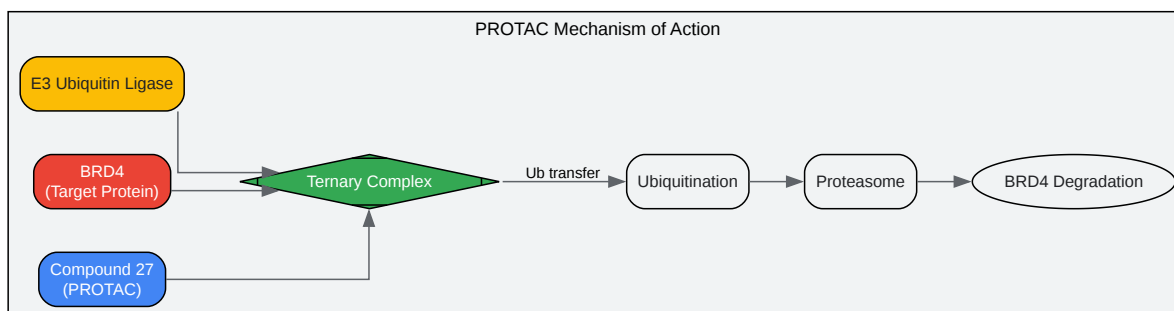 PROTAC Mechanism of Action
E3 Ubiquitin Ligase
BRD4
(Target Protein)
Compound 27
(PROTAC)
Ternary Complex
Ub transfer
Ubiquitination
Proteasome
BRD4 Degradation